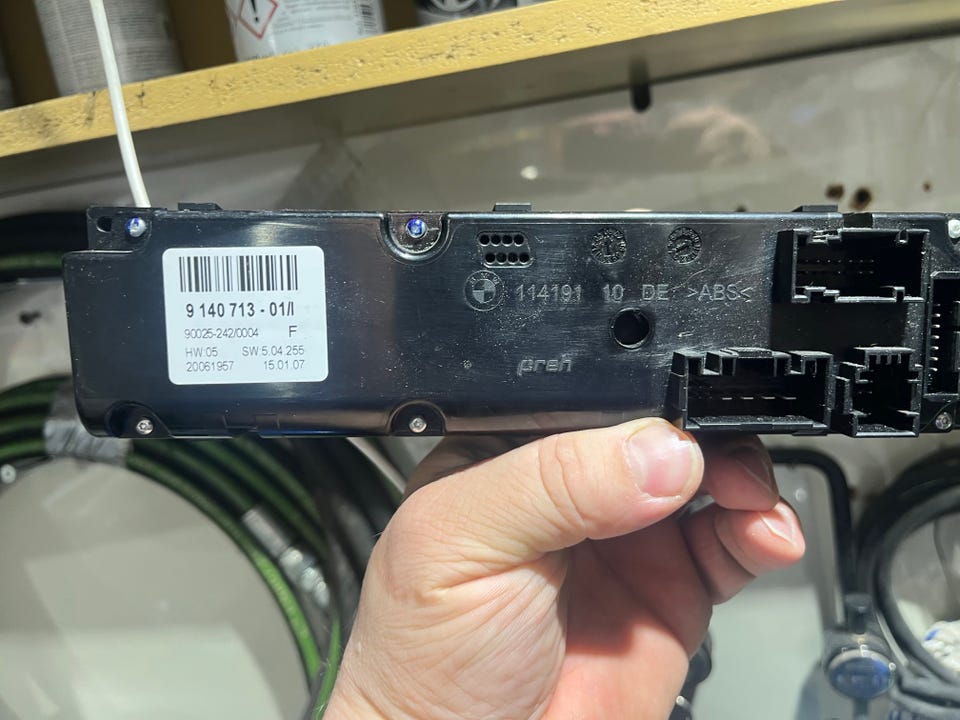 9 140 713 - 01/I
90025-242/0004 F
HW:05 SW:5.04.255
20061957 15.01.07
114191 10 DE >ABS<
preh